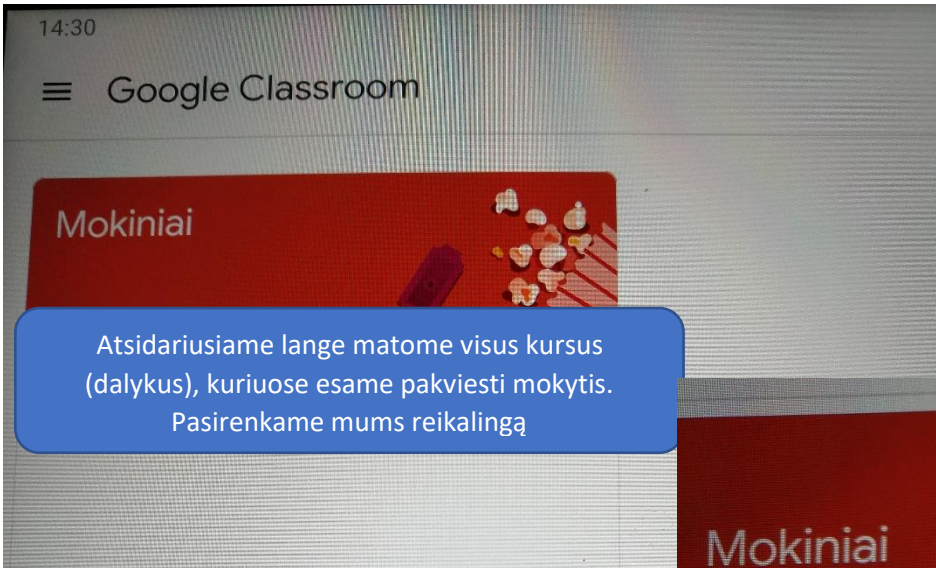 14:30
Google Classroom
Mokiniai
Atsidariusiame lange matome visus kursus
(dalykus), kuriuose esame pakviesti mokytis.
Pasirenkame mums reikalingą
Mokiniai